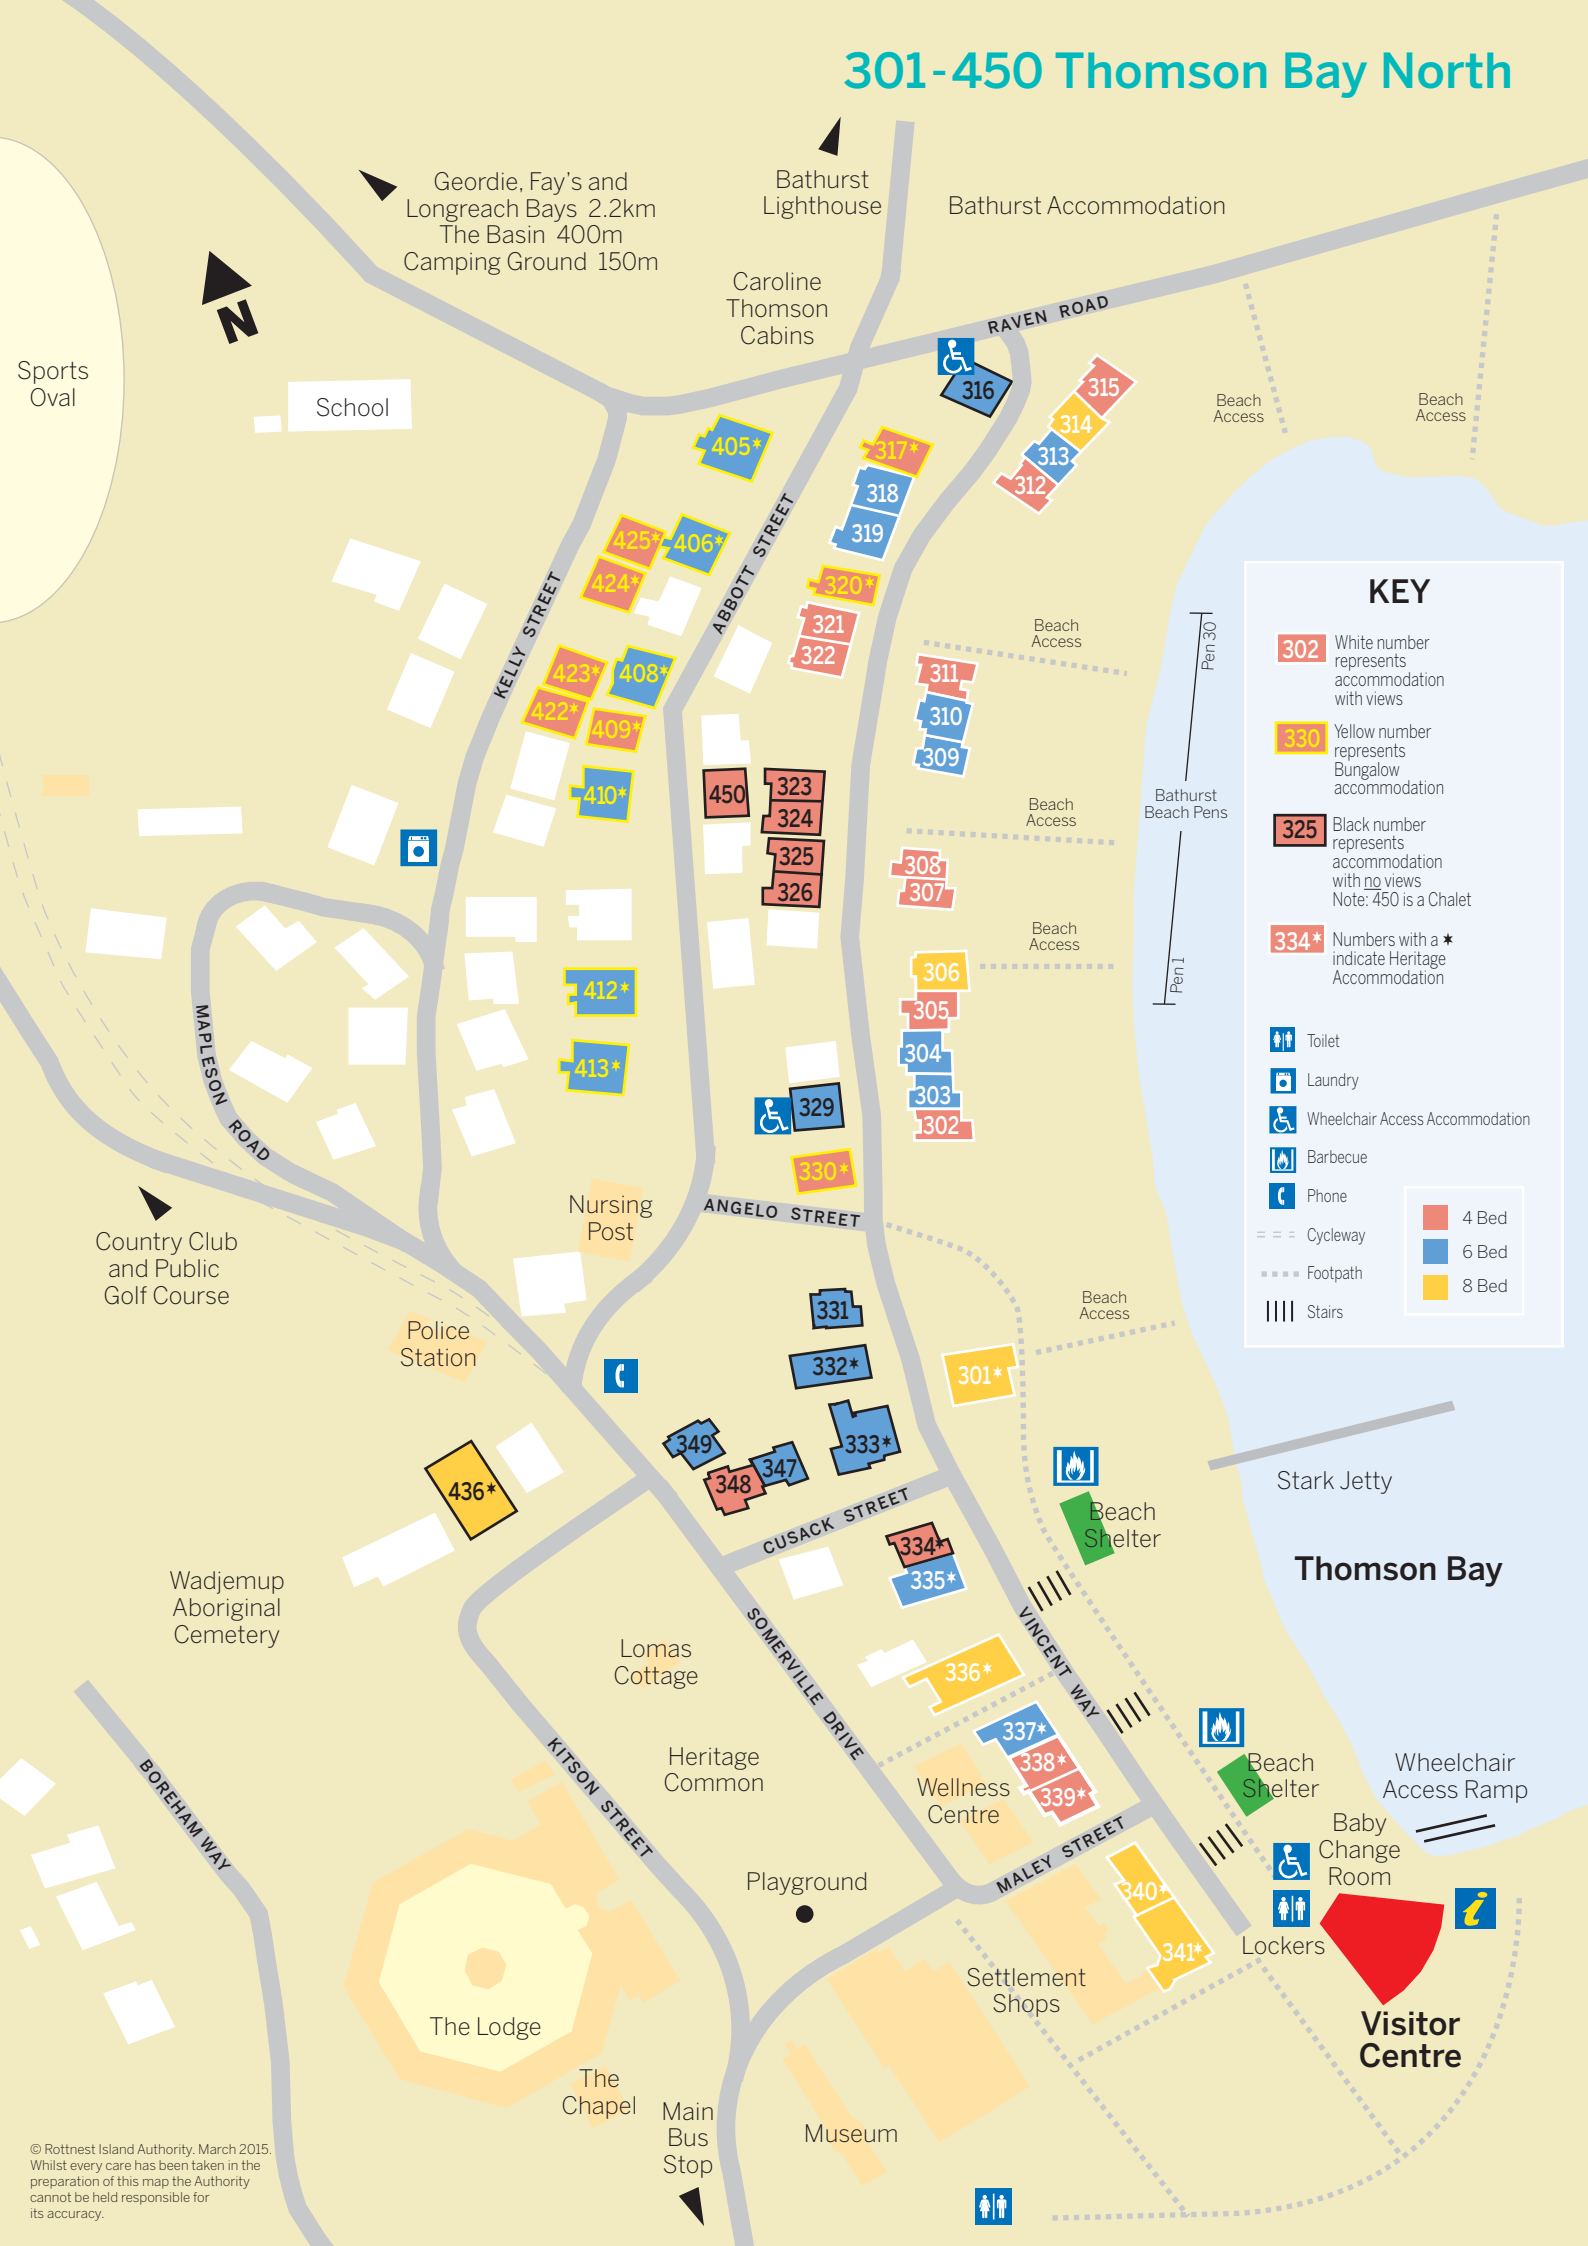 301-450 Thomson Bay North
Geordie, Fay's and
Longreach Bays 2.2km
The Basin 400m
Camping Ground 150m
Bathurst
Lighthouse
Bathurst Accommodation
Caroline
Thomson
Cabins
N
RAVEN ROAD
Sports
Oval
School
316
315
314
313
312
Beach
Access
Beach
Access
405*
317*
318
319
425*
406*
424*
320*
321
322
KELLY STREET
ABBOTT STREET
423*
408*
422*
409*
410*
Beach
Access
311
310
309
Pen 30
Bathurst
Beach Pens
Pen 1
450
323
324
325
326
Beach
Access
308
307
Beach
Access
306
305
304
303
302
412*
413*
329
330*
MAPLESON ROAD
ANGELO STREET
Nursing
Post
Country Club
and Public
Golf Course
Police
Station
KEY
302
White number
represents
accommodation
with views
330
Yellow number
represents
Bungalow
accommodation
325
Black number
represents
accommodation
with no views
Note: 450 is a Chalet
334*
Numbers with a *
indicate Heritage
Accommodation
Toilet
Laundry
Wheelchair Access Accommodation
Barbecue
Phone
Cycleway
Footpath
Stairs
4 Bed
6 Bed
8 Bed
331
332*
333*
301*
Beach
Access
349
348
347
436*
CUSACK STREET
334*
335*
Stark Jetty
Beach
Shelter
Thomson Bay
Wadjemup
Aboriginal
Cemetery
Lomas
Cottage
SOMERVILLE DRIVE
VINCENT WAY
336*
337*
338*
339*
Heritage
Common
Wellness
Centre
KITSON STREET
BOREHAM WAY
MALEY STREET
Beach
Shelter
Wheelchair
Access Ramp
Baby
Change
Room
Playground
340*
341*
Lockers
i
Settlement
Shops
Visitor
Centre
The Lodge
The
Chapel
Main
Bus
Stop
Museum
© Rottnest Island Authority. March 2015.
Whilst every care has been taken in the
preparation of this map the Authority
cannot be held responsible for
its accuracy.